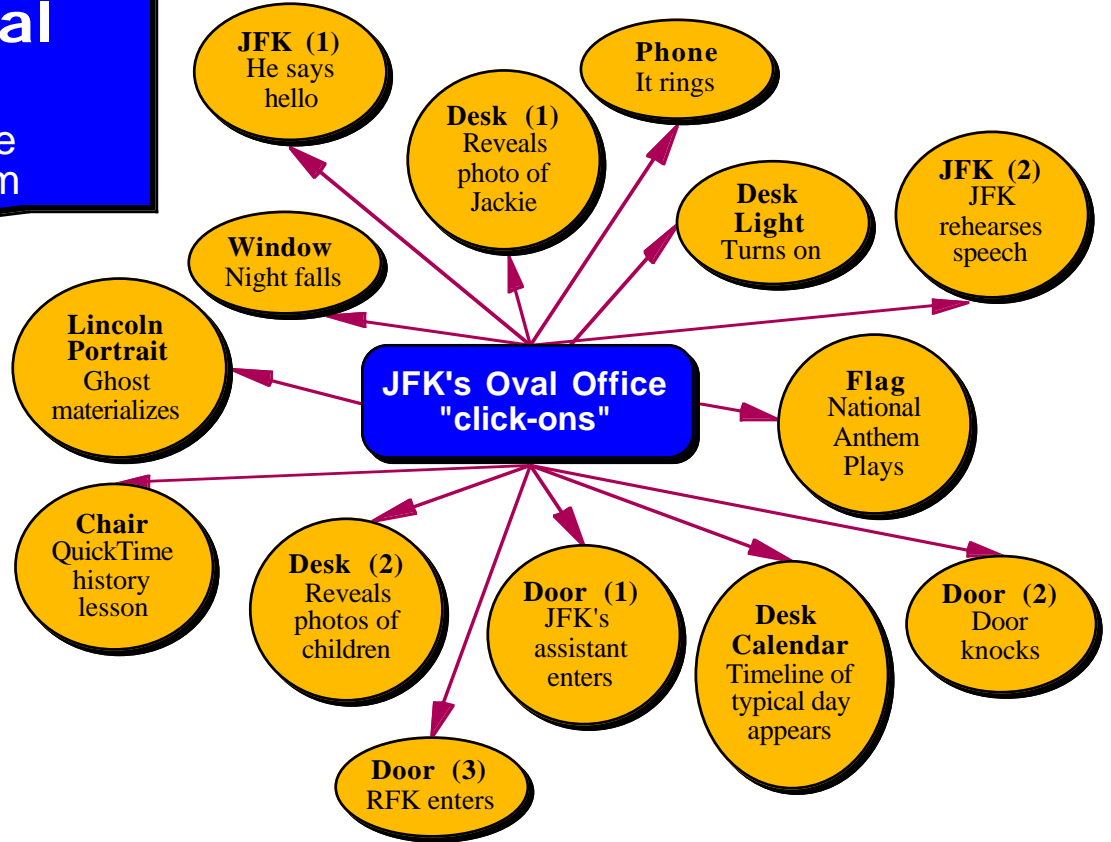 JFK (1)
He says
hello
Phone
It rings
Desk (1)
Reveals
photo of
Jackie
JFK (2)
JFK
rehearses
speech
Desk
Light
Turns on
Window
Night falls
Lincoln
Portrait
Ghost
materializes
JFK's Oval Office
"click-ons"
Flag
National
Anthem
Plays
Chair
QuickTime
history
lesson
Desk (2)
Reveals
photos of
children
Door (1)
JFK's
assistant
enters
Desk
Calendar
Timeline of
typical day
appears
Door (2)
Door
knocks
Door (3)
RFK enters